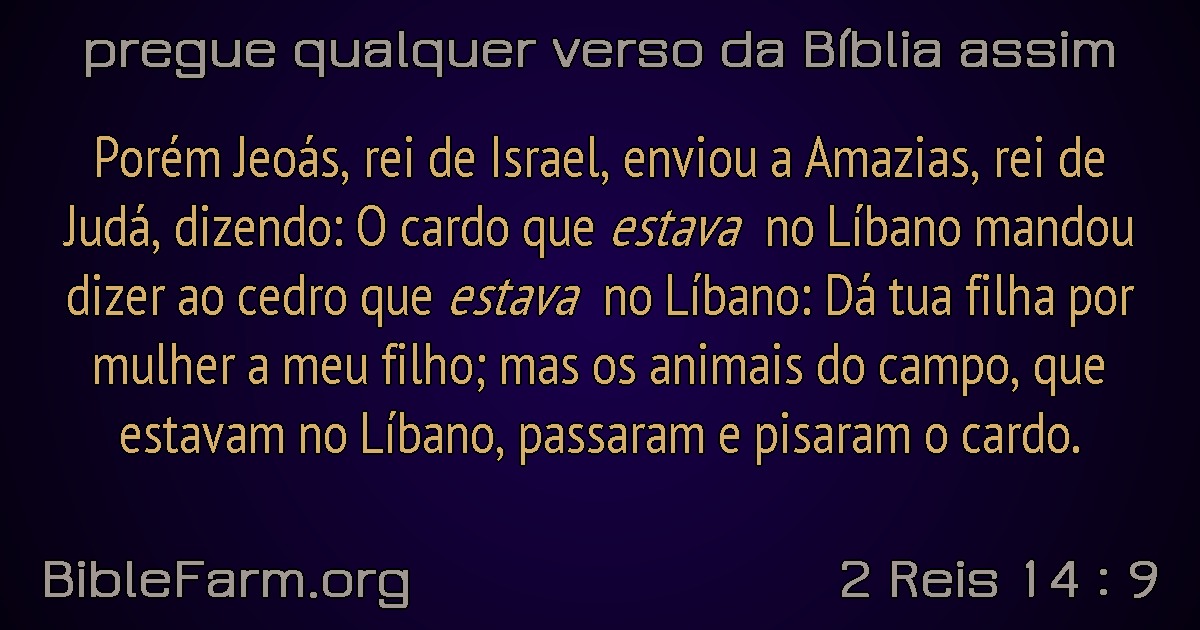 pregue qualquer verso da Bíblia assim
Porém Jeoás, rei de Israel, enviou a Amazias, rei de
Judá, dizendo: O cardo que estava no Líbano mandou
dizer ao cedro que estava no Líbano: Dá tua filha por
mulher a meu filho; mas os animais do campo, que
estavam no Líbano, passaram e pisaram o cardo.
BibleFarm.org
2 Reis 14 : 9